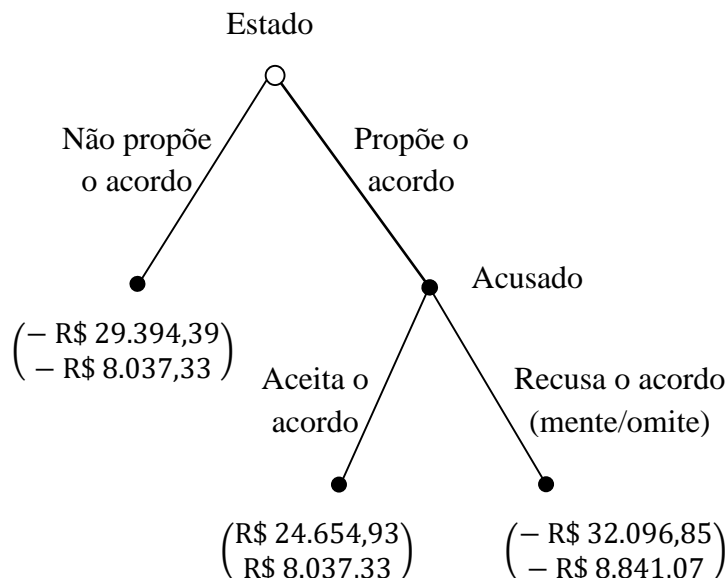 Estado
Não propõe
o acordo
Propõe o
acordo
Acusado
(− R$ 29.394,39
− R$ 8.037,33)
Aceita o
acordo
Recusa o acordo
(mente/omite)
(R$ 24.654,93
R$ 8.037,33)
(− R$ 32.096,85
− R$ 8.841,07)